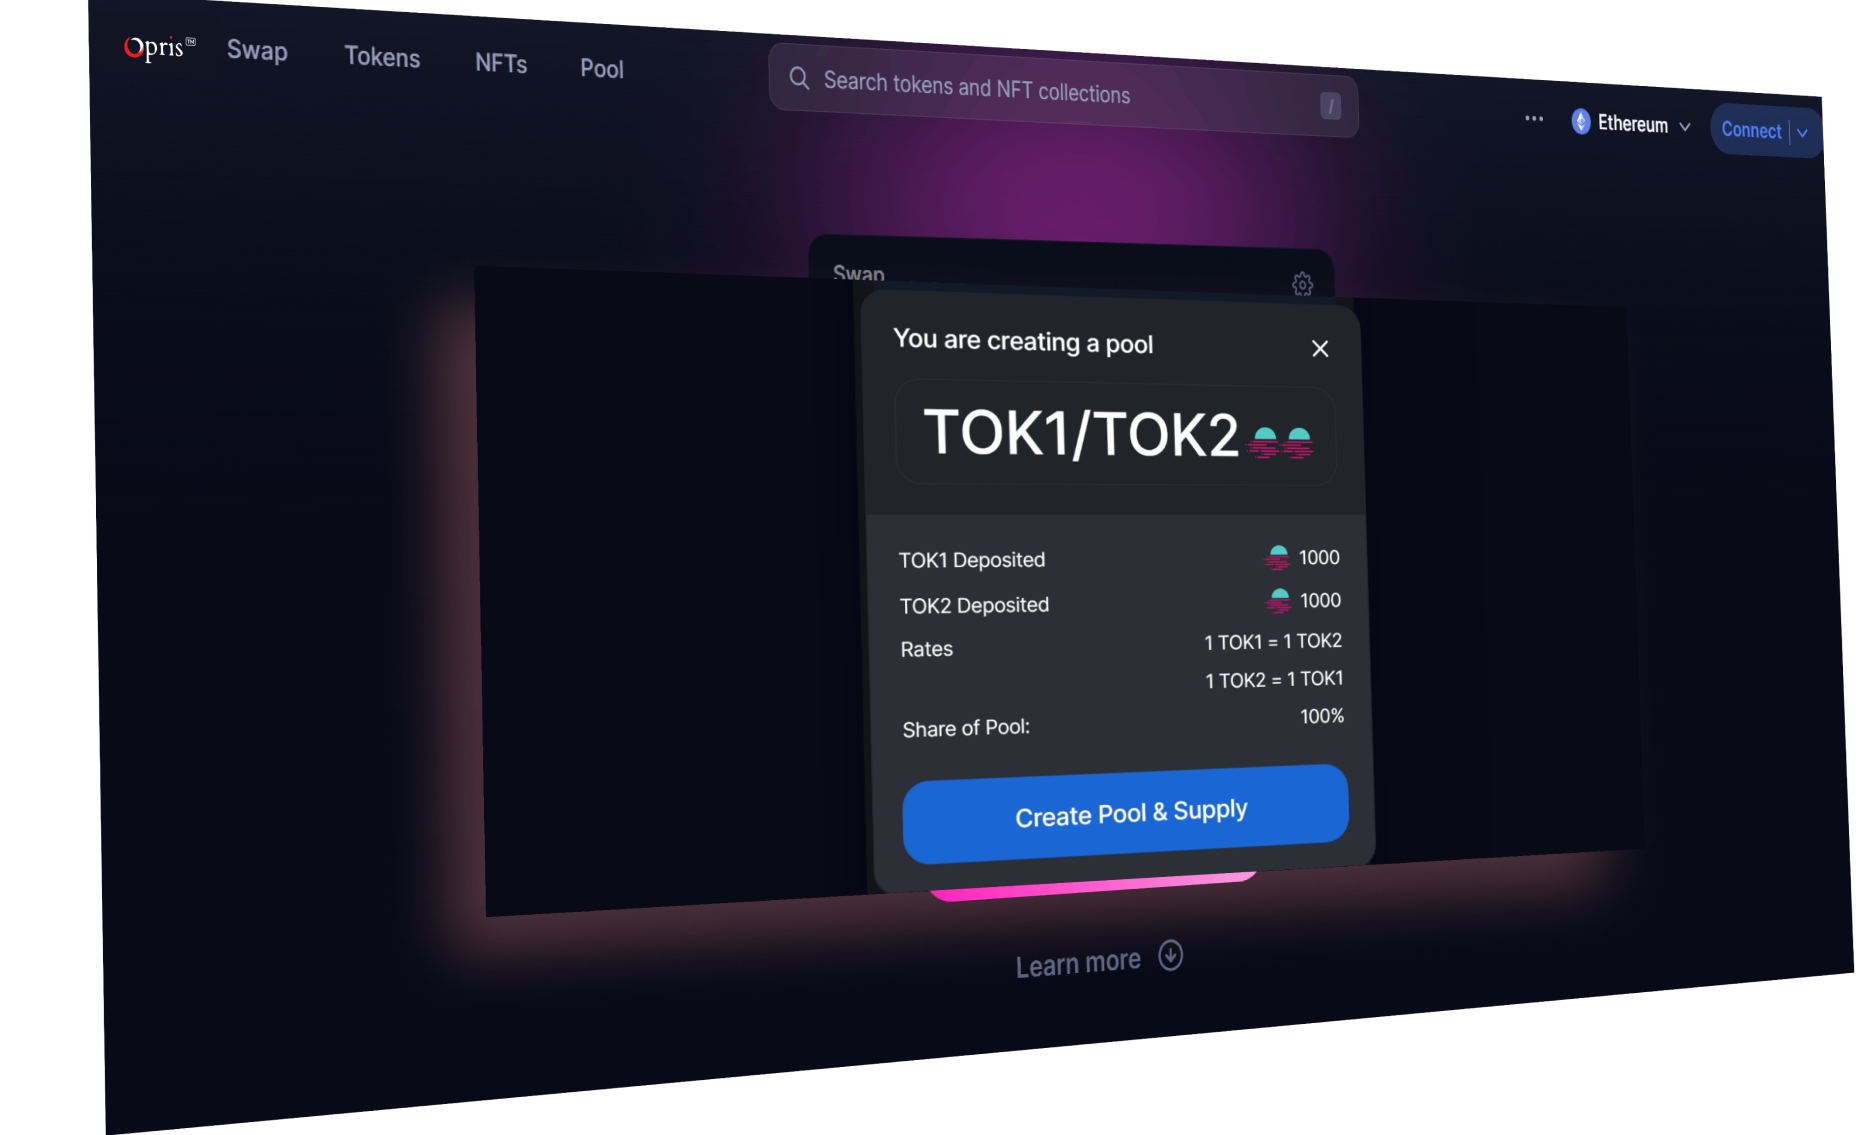 Opris™
Swap
Tokens
NFTs
Pool
Search tokens and NFT collections
/
...
Ethereum
Connect
Swap
You are creating a pool
TOK1/TOK2
TOK1 Deposited 1000
TOK2 Deposited 1000
Rates 1 TOK1 = 1 TOK2
1 TOK2 = 1 TOK1
Share of Pool: 100%
Create Pool & Supply
Learn more